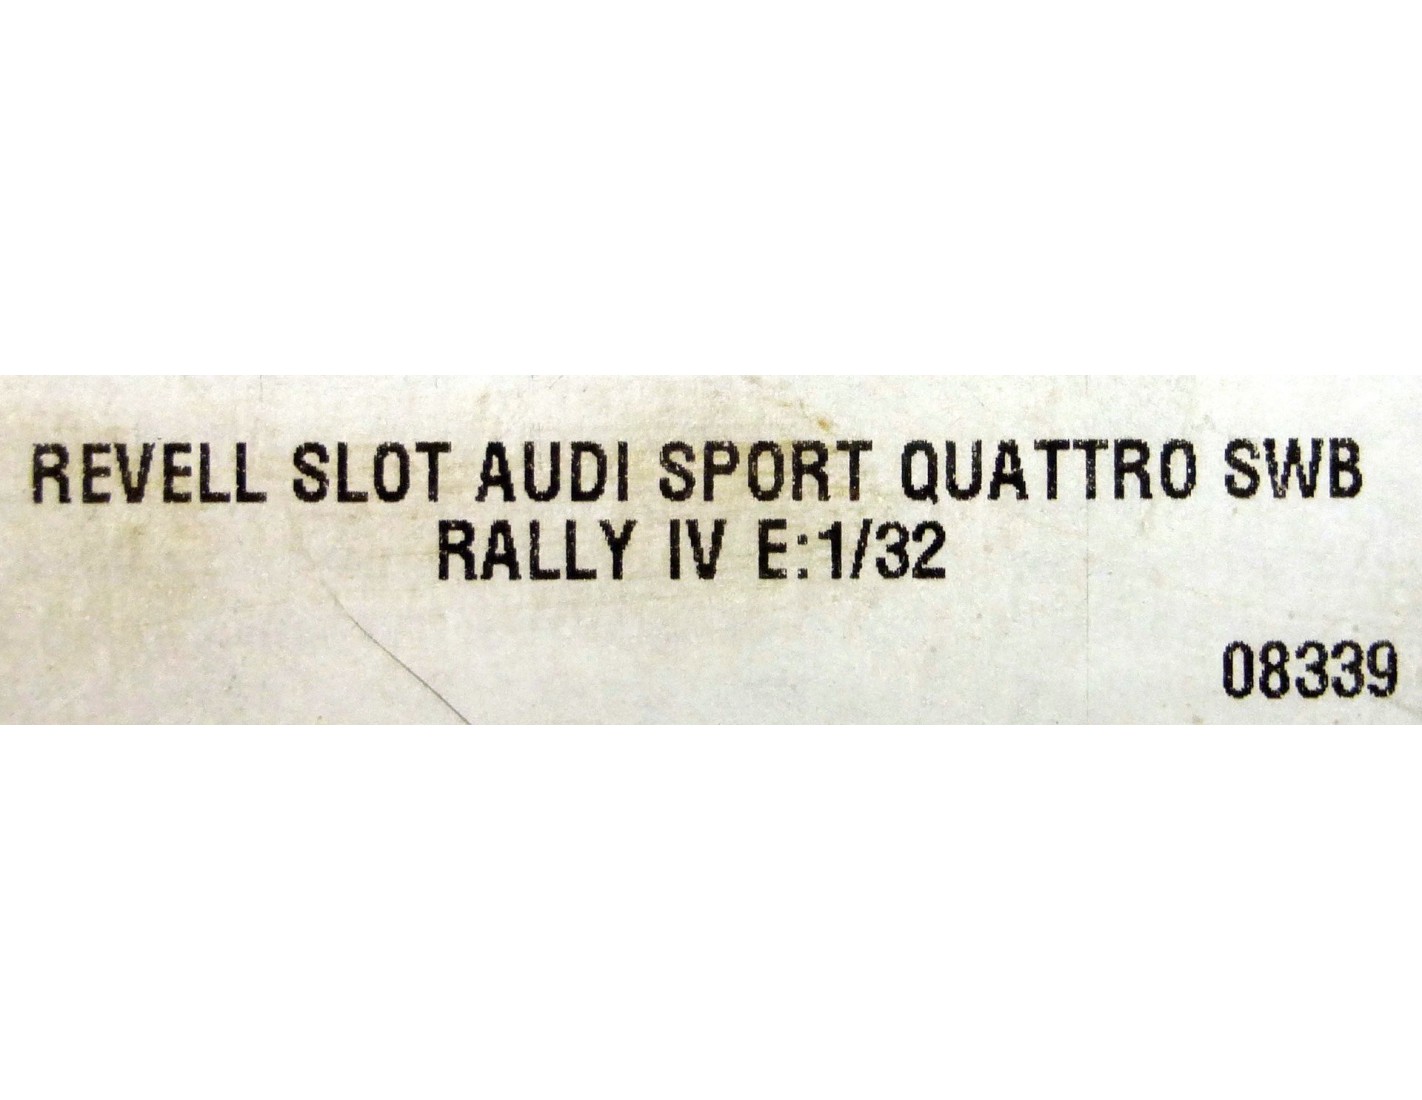 REVELL SLOT AUDI SPORT QUATTRO SWB
RALLY IV E:1/32
08339